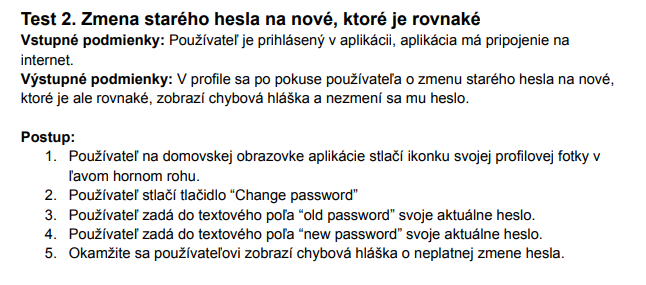 Test 2. Zmena starého hesla na nové, ktoré je rovnaké
Vstupné podmienky: Používateľ je prihlásený v aplikácii, aplikácia má pripojenie na
internet.
Výstupné podmienky: V profile sa po pokuse používateľa o zmenu starého hesla na nové,
ktoré je ale rovnaké, zobrazí chybová hláška a nezmení sa mu heslo.
Postup:
1. Používateľ na domovskej obrazovke aplikácie stlačí ikonku svojej profilovej fotky v
ľavom hornom rohu.
2. Používateľ stlačí tlačidlo “Change password”
3. Používateľ zadá do textového poľa “old password” svoje aktuálne heslo.
4. Používateľ zadá do textového poľa “new password” svoje aktuálne heslo.
5. Okamžite sa používateľovi zobrazí chybová hláška o neplatnej zmene hesla.